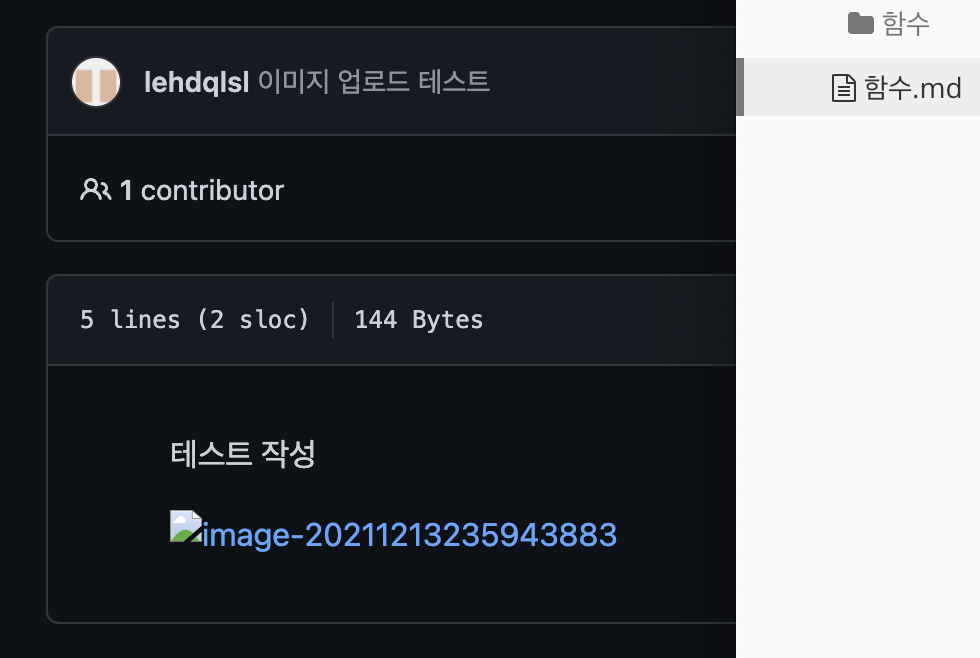 lehdqlsl 이미지 업로드 테스트
1 contributor
5 lines (2 sloc) 144 Bytes
테스트 작성
image-20211213235943883
함수
함수.md